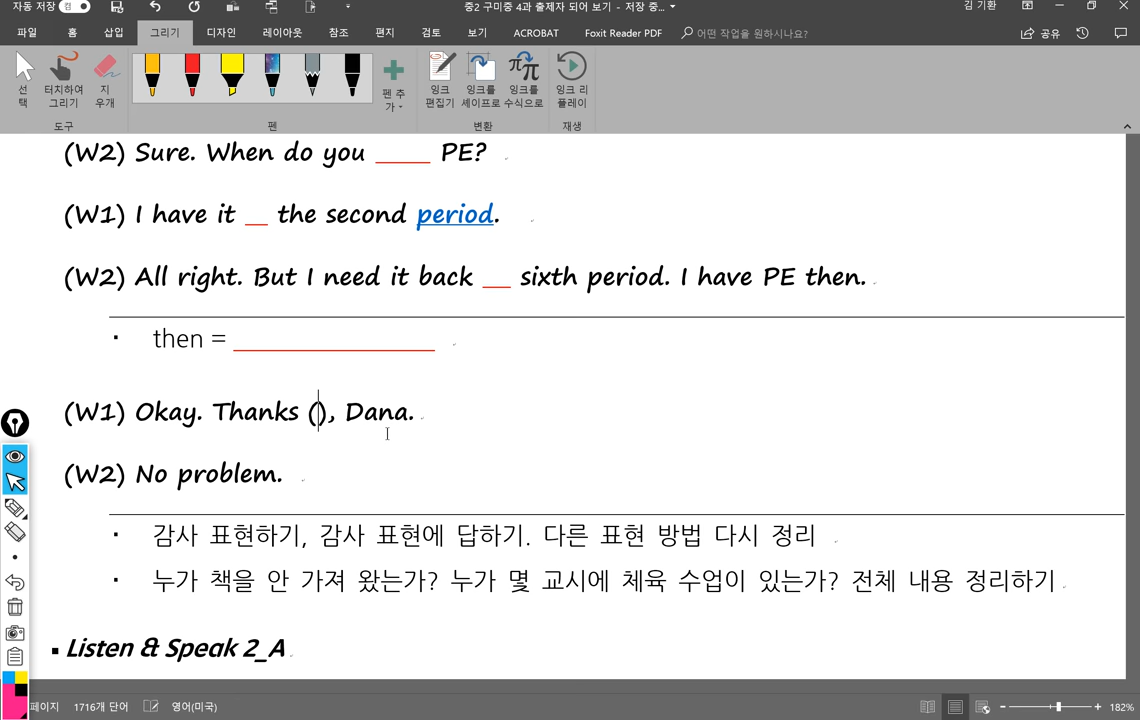 자동 저장 켬
중2 구미중 4과 출제자 되어 보기 - 저장 중...
김 기환
파일 홈 삽입 그리기 디자인 레이아웃 참조 편지 검토 보기 ACROBAT Foxit Reader PDF 어떤 작업을 원하시나요? 공유
선택
터치하여 그리기
지우개
펜 추가
잉크 편집기
잉크를 셰이프로
잉크를 수식으로
잉크 리플레이
도구 펜 변환 재생
(W2) Sure. When do you _____ PE?
(W1) I have it __ the second period.
(W2) All right. But I need it back __ sixth period. I have PE then.
· then = _______________
(W1) Okay. Thanks (), Dana.
(W2) No problem.
· 감사 표현하기, 감사 표현에 답하기. 다른 표현 방법 다시 정리
· 누가 책을 안 가져 왔는가? 누가 몇 교시에 체육 수업이 있는가? 전체 내용 정리하기
▪ Listen & Speak 2_A
페이지 1716개 단어 영어(미국) 182%